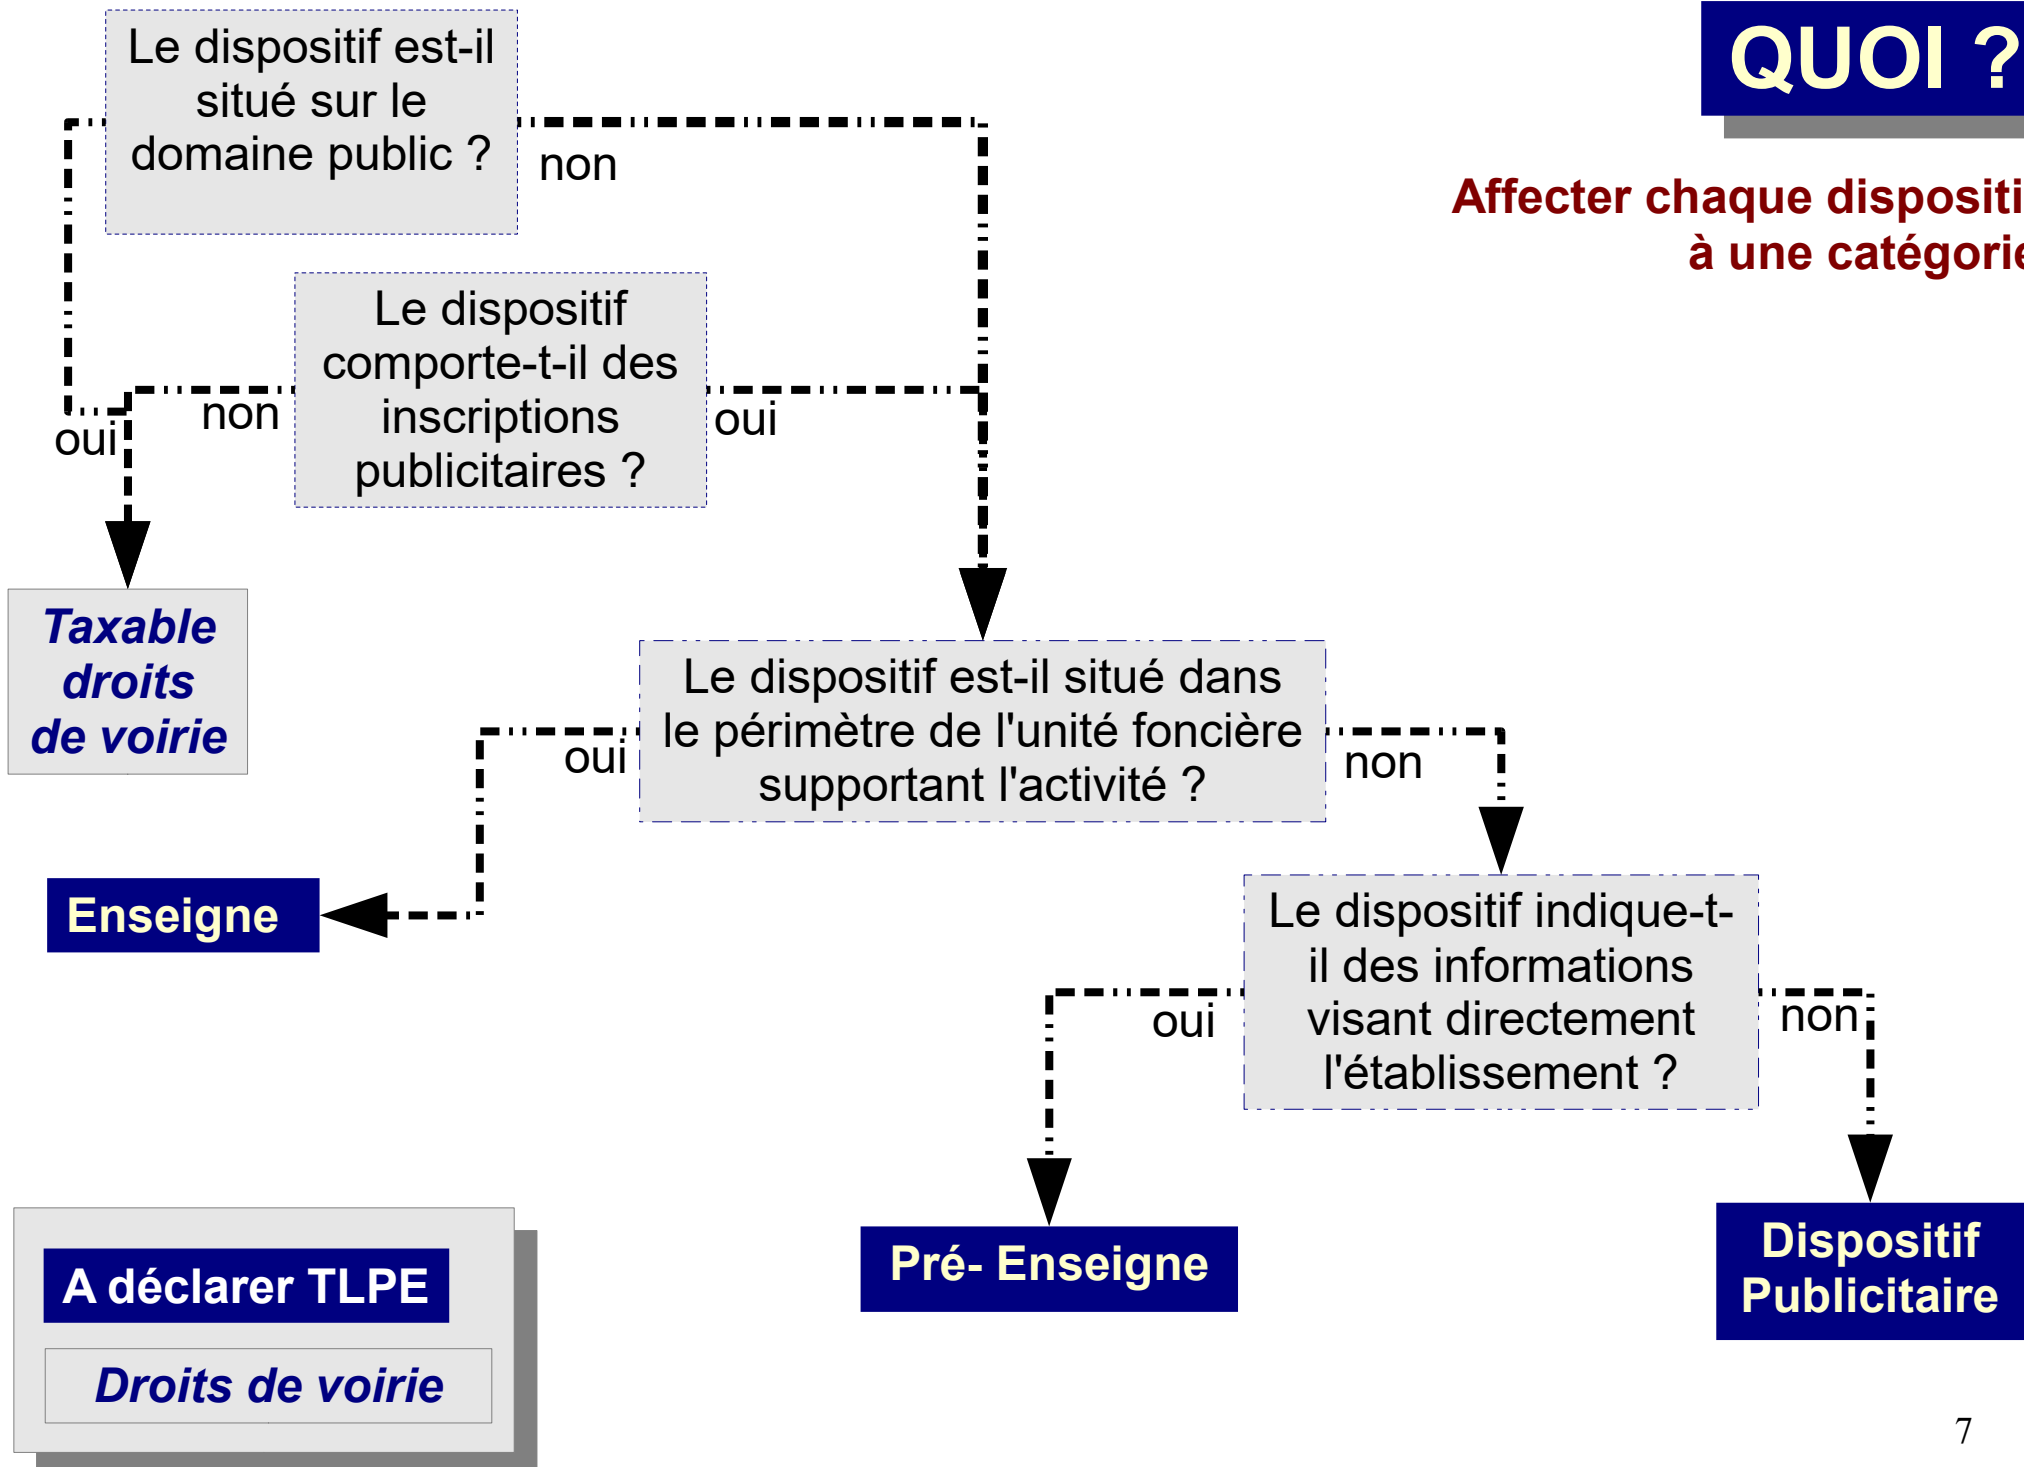 QUOI ?
Affecter chaque dispositi
à une catégorie
Le dispositif est-il
situé sur le
domaine public ?
non
Le dispositif
comporte-t-il des
inscriptions
publicitaires ?
oui
non
oui
Taxable
droits
de voirie
Le dispositif est-il situé dans
le périmètre de l'unité foncière
supportant l'activité ?
oui
non
Enseigne
Le dispositif indique-t-
il des informations
visant directement
l'établissement ?
oui
non
Pré- Enseigne
Dispositif
Publicitaire
A déclarer TLPE
Droits de voirie
7